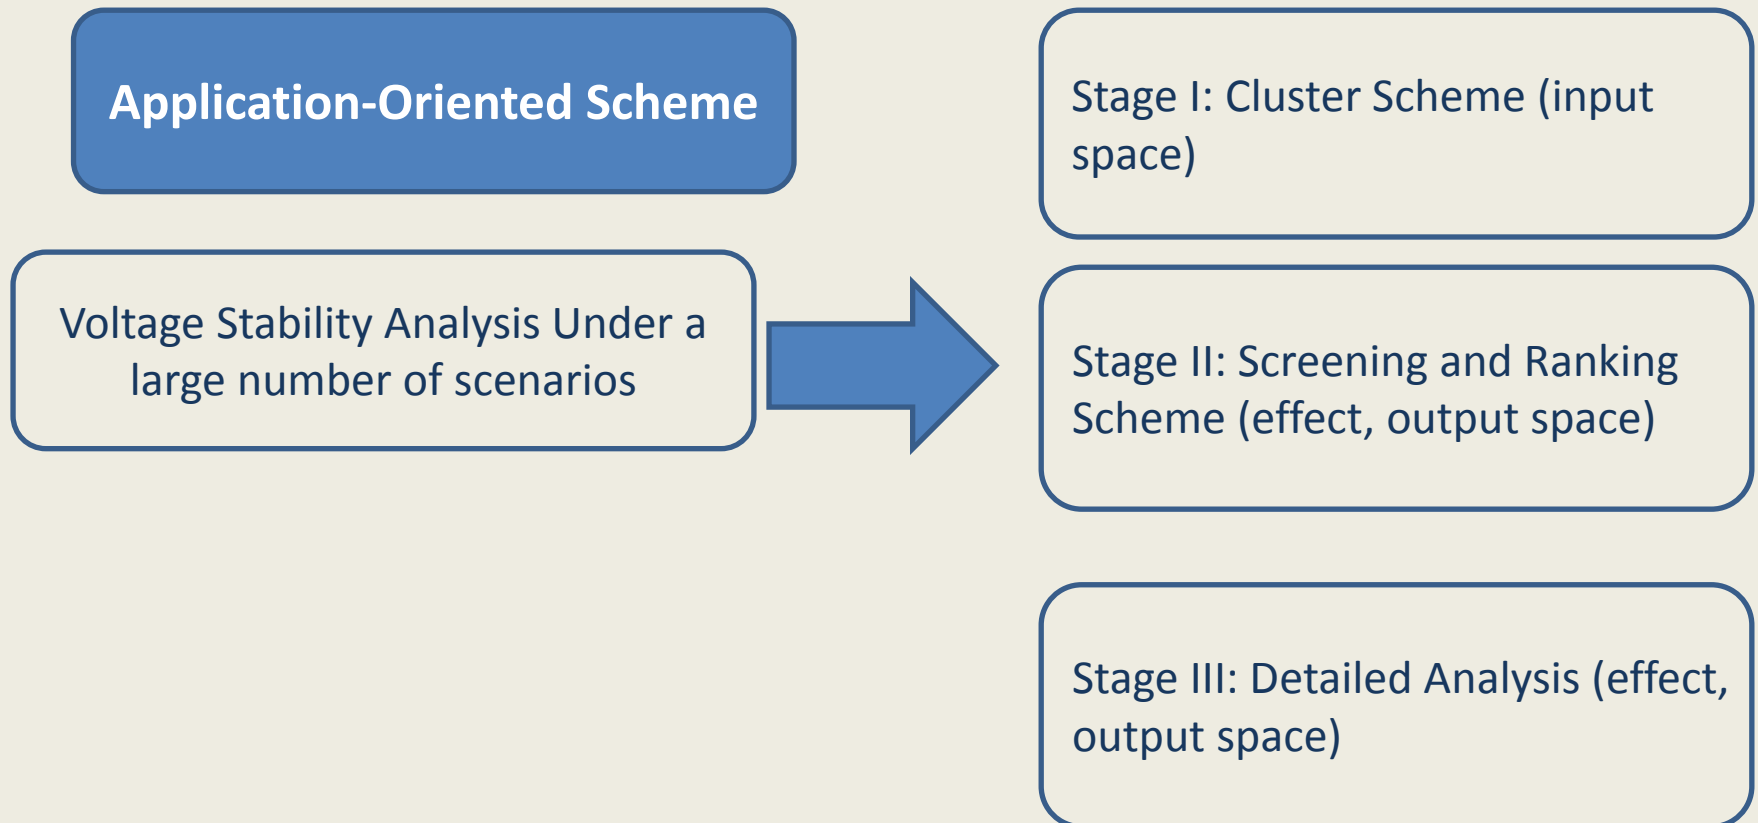 Application-Oriented Scheme
Voltage Stability Analysis Under a
large number of scenarios
Stage I: Cluster Scheme (input
space)
Stage II: Screening and Ranking
Scheme (effect, output space)
Stage III: Detailed Analysis (effect,
output space)